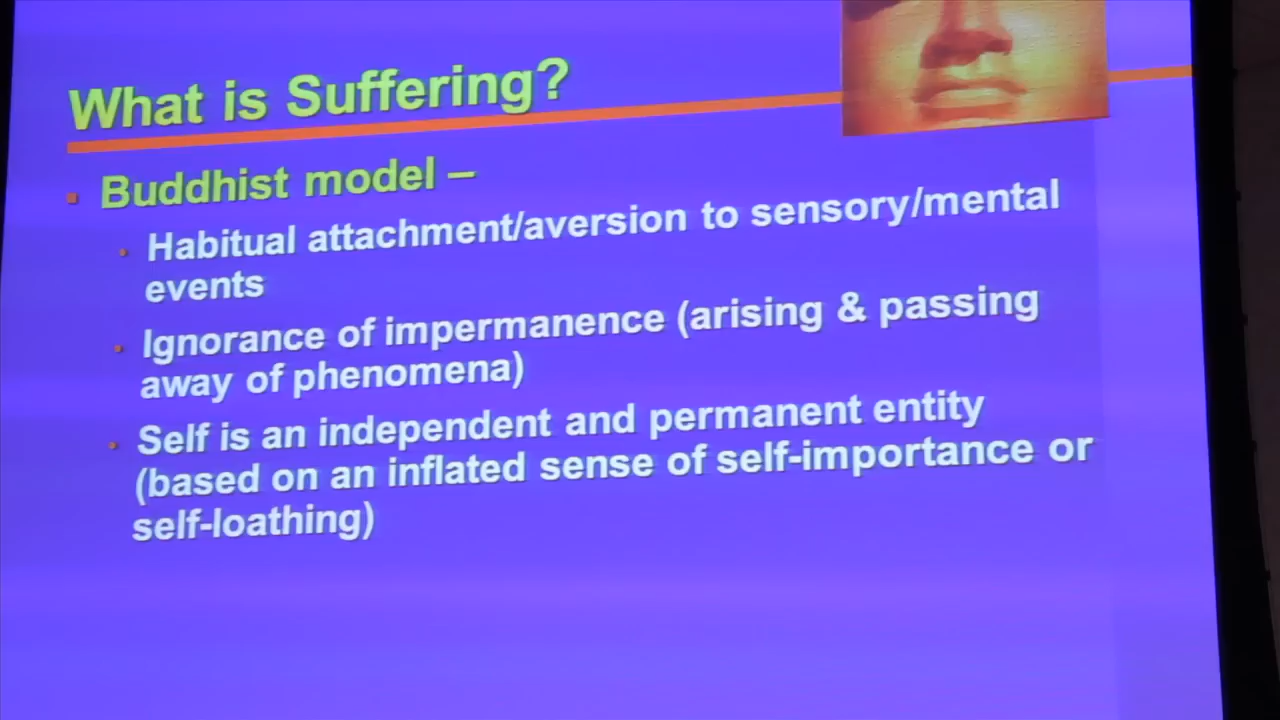 What is Suffering?
▪ Buddhist model –
• Habitual attachment/aversion to sensory/mental
events
• Ignorance of impermanence (arising & passing
away of phenomena)
• Self is an independent and permanent entity
(based on an inflated sense of self-importance or
self-loathing)